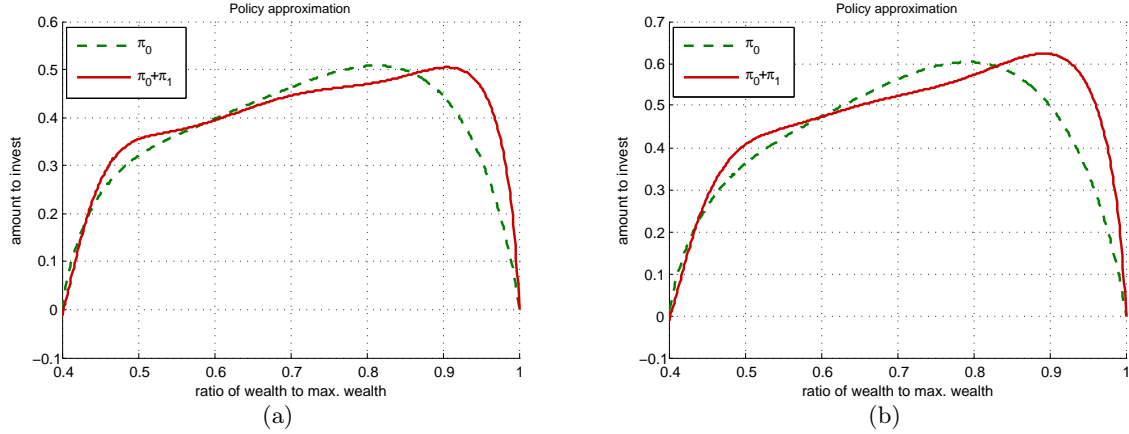 Policy approximation
0.6
0.5
0.4
0.3
0.2
0.1
0
−0.1
amount to invest
π0
π0+π1
0.4 0.5 0.6 0.7 0.8 0.9 1
ratio of wealth to max. wealth
(a)
Policy approximation
0.7
0.6
0.5
0.4
0.3
0.2
0.1
0
−0.1
amount to invest
π0
π0+π1
0.4 0.5 0.6 0.7 0.8 0.9 1
ratio of wealth to max. wealth
(b)